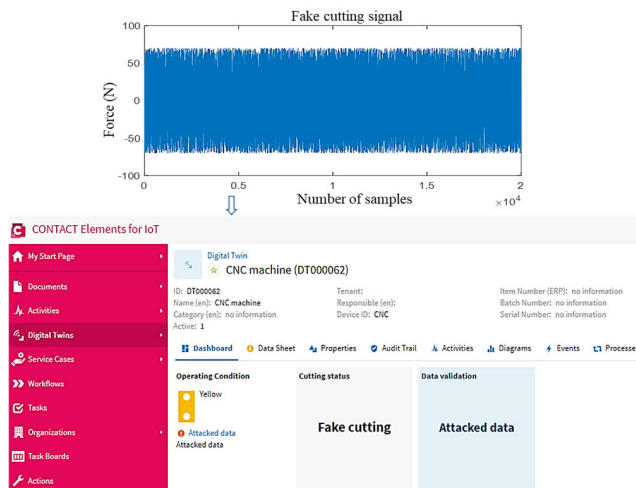 Fake cutting signal
100
50
0
-50
-100
Force (N)
0 0.5 1 1.5 2
Number of samples ×10⁴
CONTACT Elements for IoT
My Start Page
Documents
Activities
Digital Twins
Service Cases
Workflows
Tasks
Organizations
Task Boards
Actions
Digital Twin
CNC machine (DT000062)
ID: DT000062 Tenant: Item Number (ERP): no information
Name (en): CNC machine Responsible (en): Batch Number: no information
Category (en): no information Device ID: CNC Serial Number: no information
Active: 1
Dashboard Data Sheet Properties Audit Trail Activities Diagrams Events Processe
Operating Condition Cutting status Data validation
Yellow
Attacked data
Attacked data
Fake cutting Attacked data